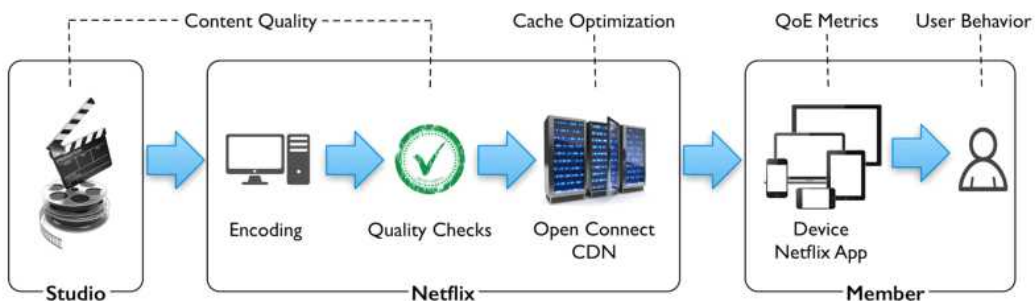 Content Quality
Cache Optimization
QoE Metrics
User Behavior
Encoding
Quality Checks
Open Connect
CDN
Device
Netflix App
Studio
Netflix
Member